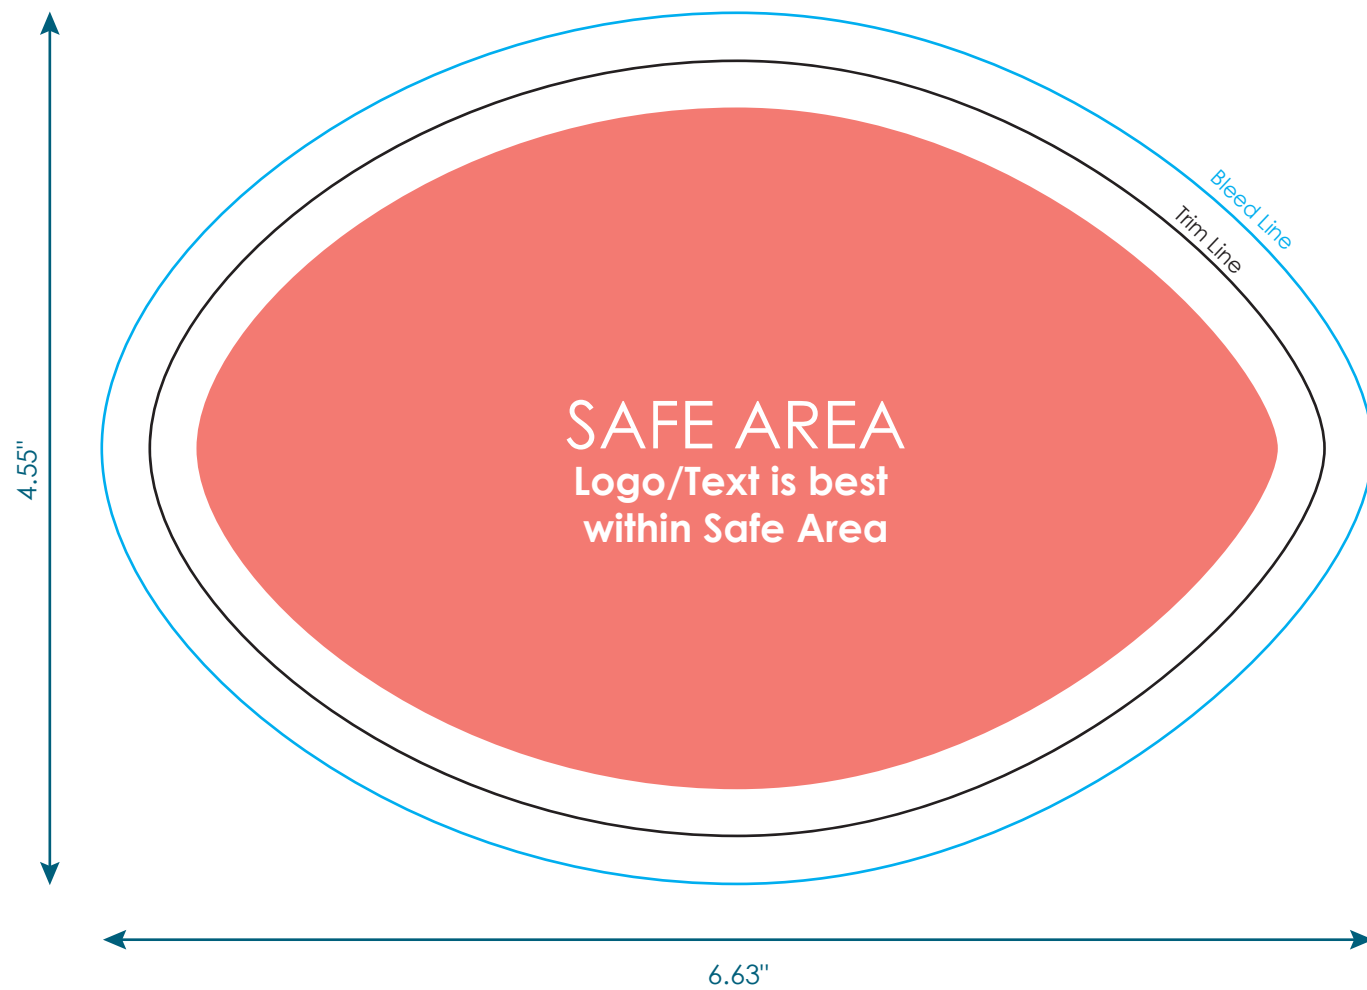 Bleed Line
Trim Line
SAFE AREA
Logo/Text is best
within Safe Area
4.55"
6.63"